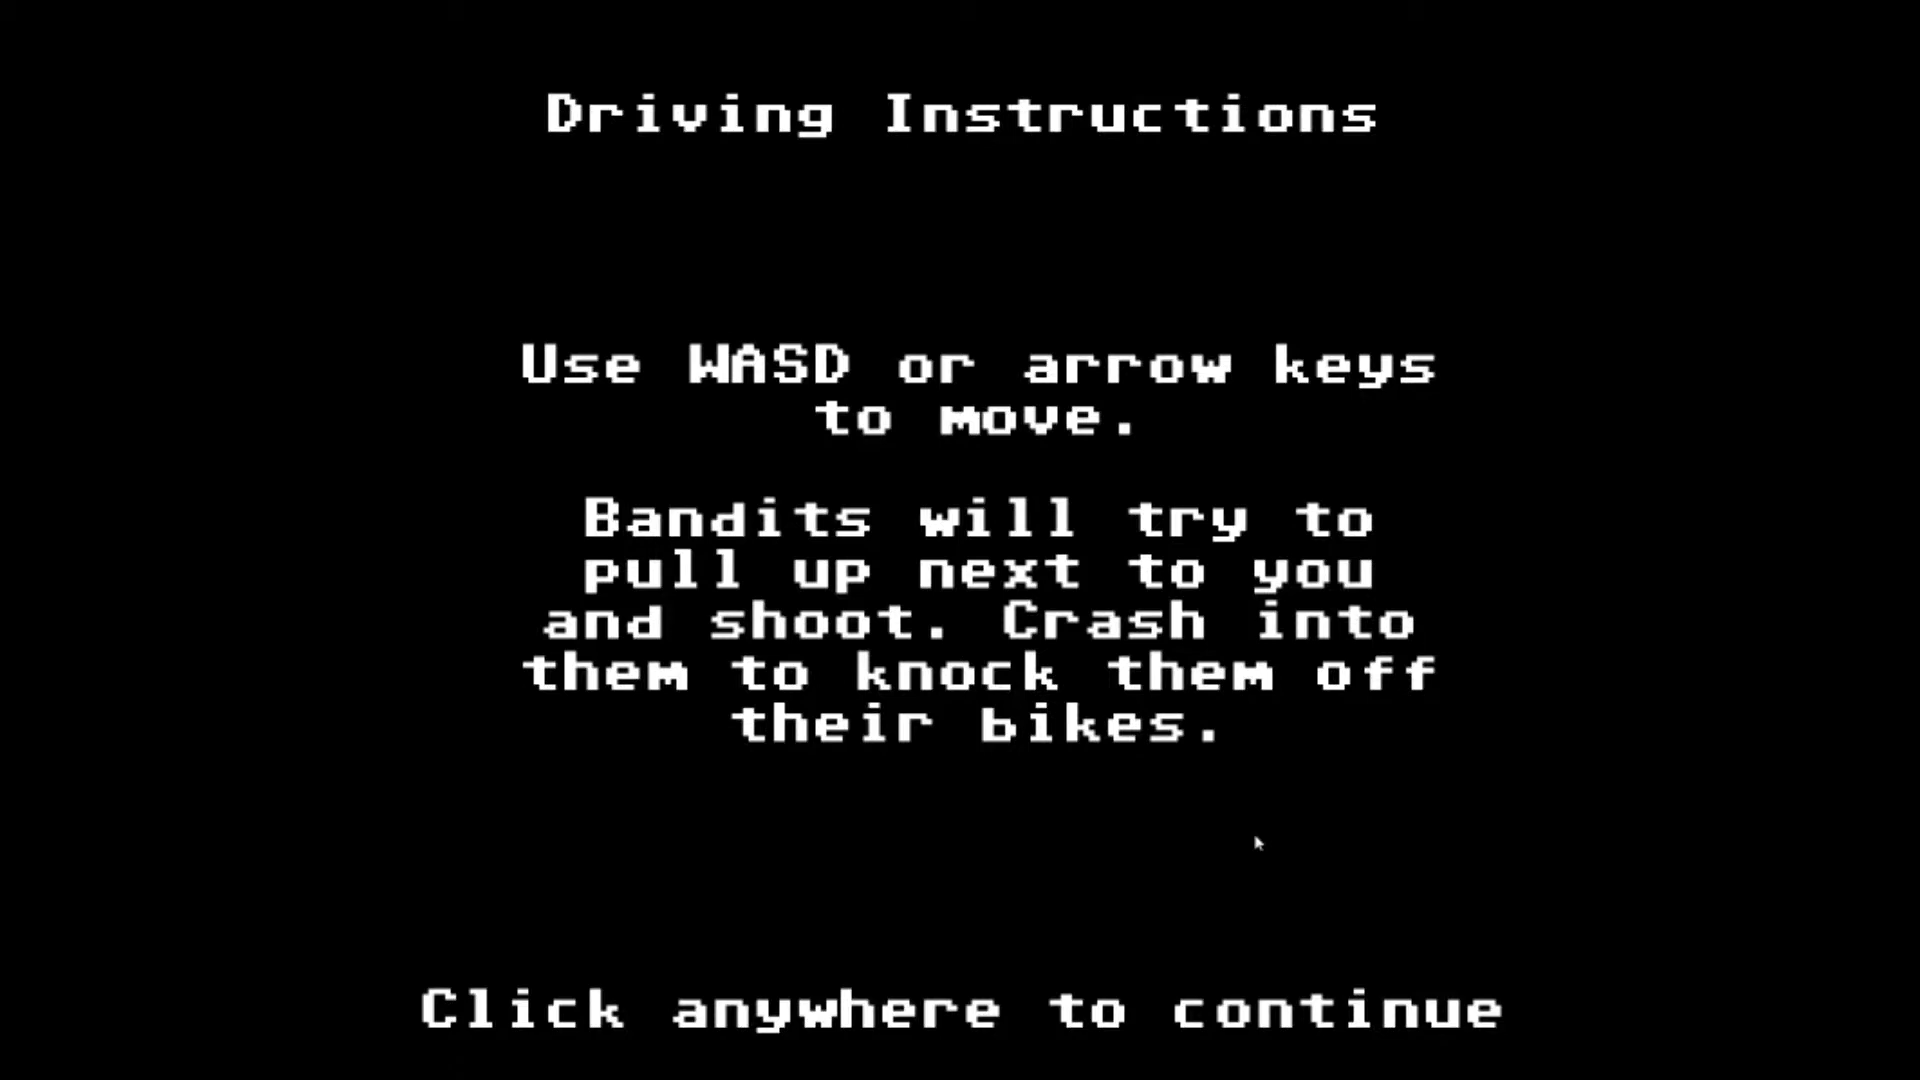 Driving Instructions
Use WASD or arrow keys
to move.
Bandits will try to
pull up next to you
and shoot. Crash into
them to knock them off
their bikes.
Click anywhere to continue